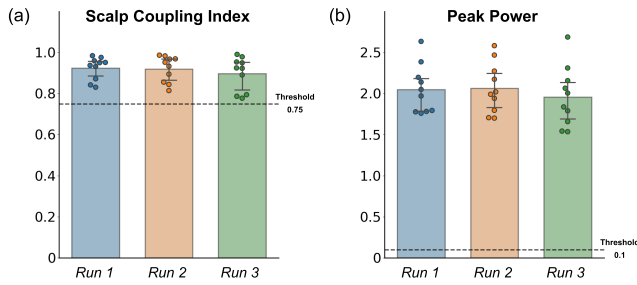 (a)
Scalp Coupling Index
1.0
0.8
0.6
0.4
0.2
0
Threshold
0.75
Run 1 Run 2 Run 3
(b)
Peak Power
2.5
2.0
1.5
1.0
0.5
0
Threshold
0.1
Run 1 Run 2 Run 3